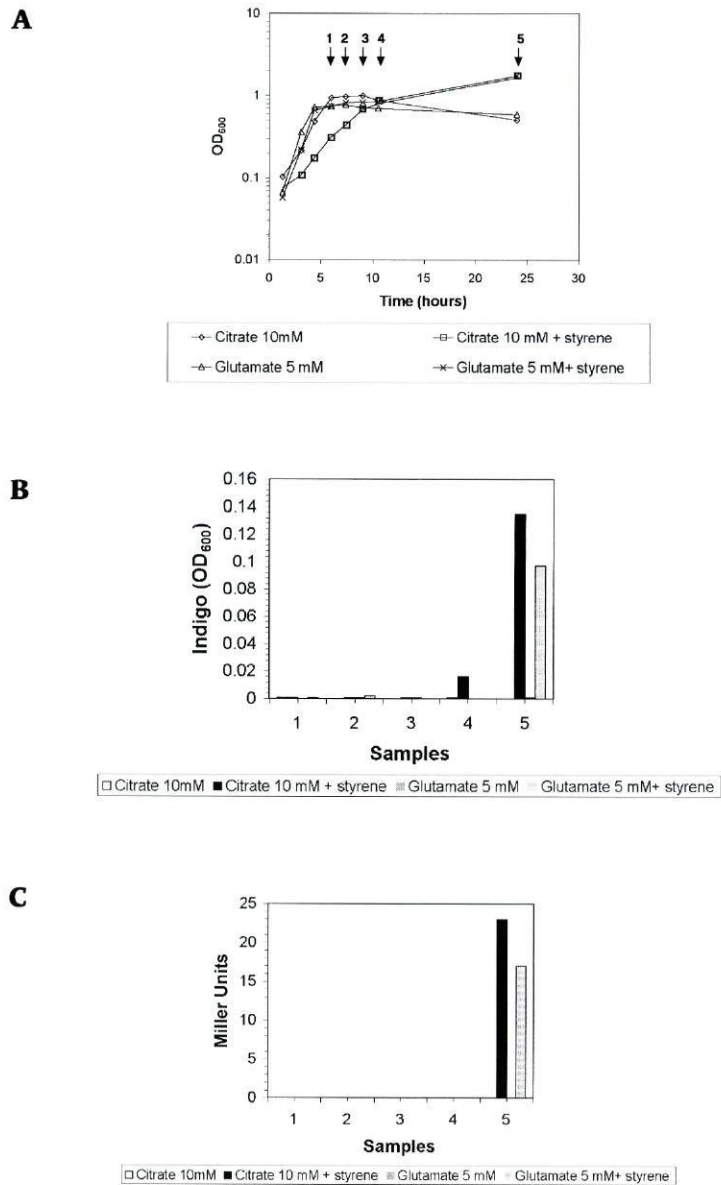 A
1 2 3 4 5
10
1
0.1
0.01
OD600
0 5 10 15 20 25 30
Time (hours)
Citrate 10mM
Citrate 10 mM + styrene
Glutamate 5 mM
Glutamate 5 mM+ styrene
B
0.16
0.14
0.12
0.1
0.08
0.06
0.04
0.02
0
Indigo (OD600)
1 2 3 4 5
Samples
Citrate 10mM Citrate 10 mM + styrene Glutamate 5 mM Glutamate 5 mM+ styrene
C
25
20
15
10
5
0
Miller Units
1 2 3 4 5
Samples
Citrate 10mM Citrate 10 mM + styrene Glutamate 5 mM Glutamate 5 mM+ styrene